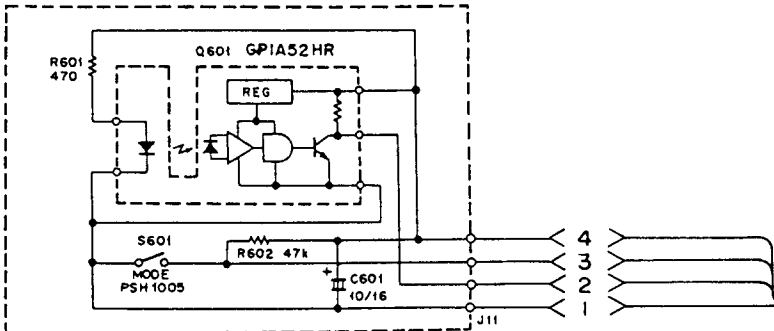 Q601 GP1A52HR
R601
470
REG
S601
MODE
PSH1005
R602 47k
+
C601
10/16
4
3
2
1
J11